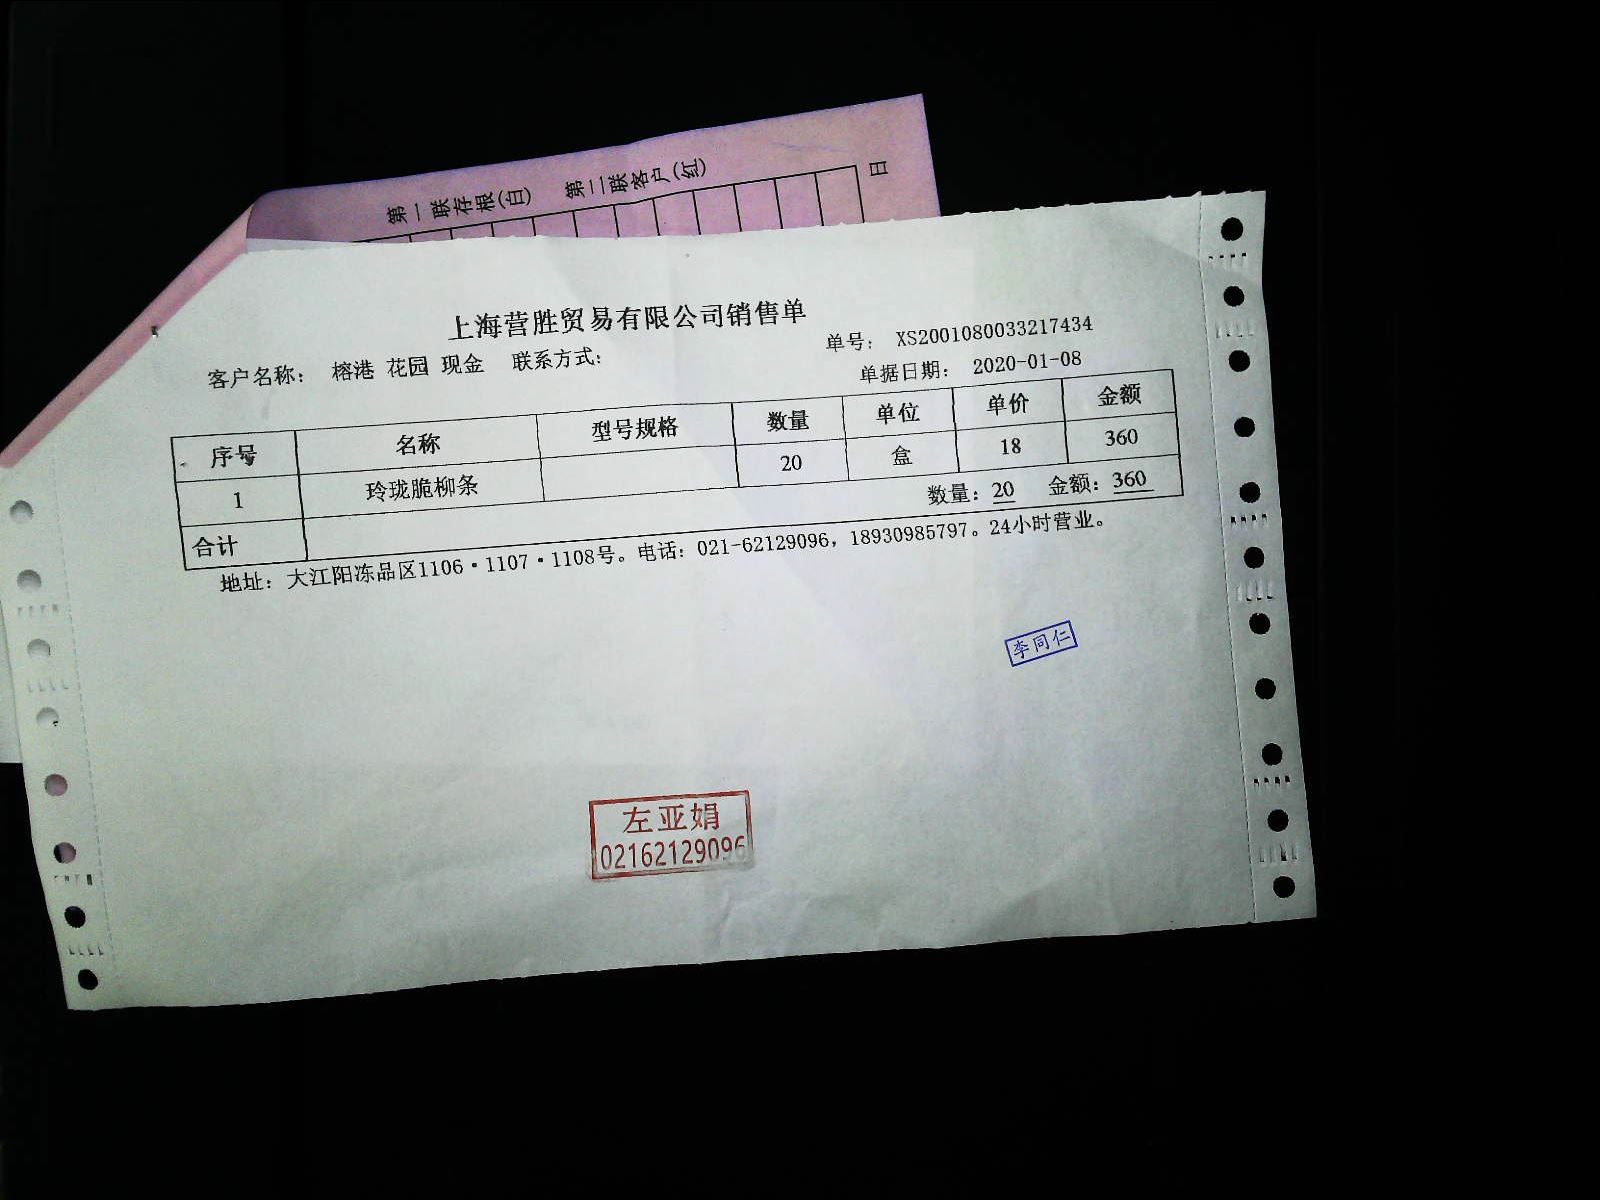 第一联存根(白) 第二联客户(红)
日
上海营胜贸易有限公司销售单
单号: XS2001080033217434
客户名称: 榕港 花园 现金 联系方式:
单据日期: 2020-01-08
序号 名称 型号规格 数量 单位 单价 金额
1 玲珑脆柳条 20 盒 18 360
合计 数量: 20 金额: 360
地址: 大江阳冻品区1106·1107·1108号。电话: 021-62129096, 18930985797。24小时营业。
李同仁
左亚娟
02162129096